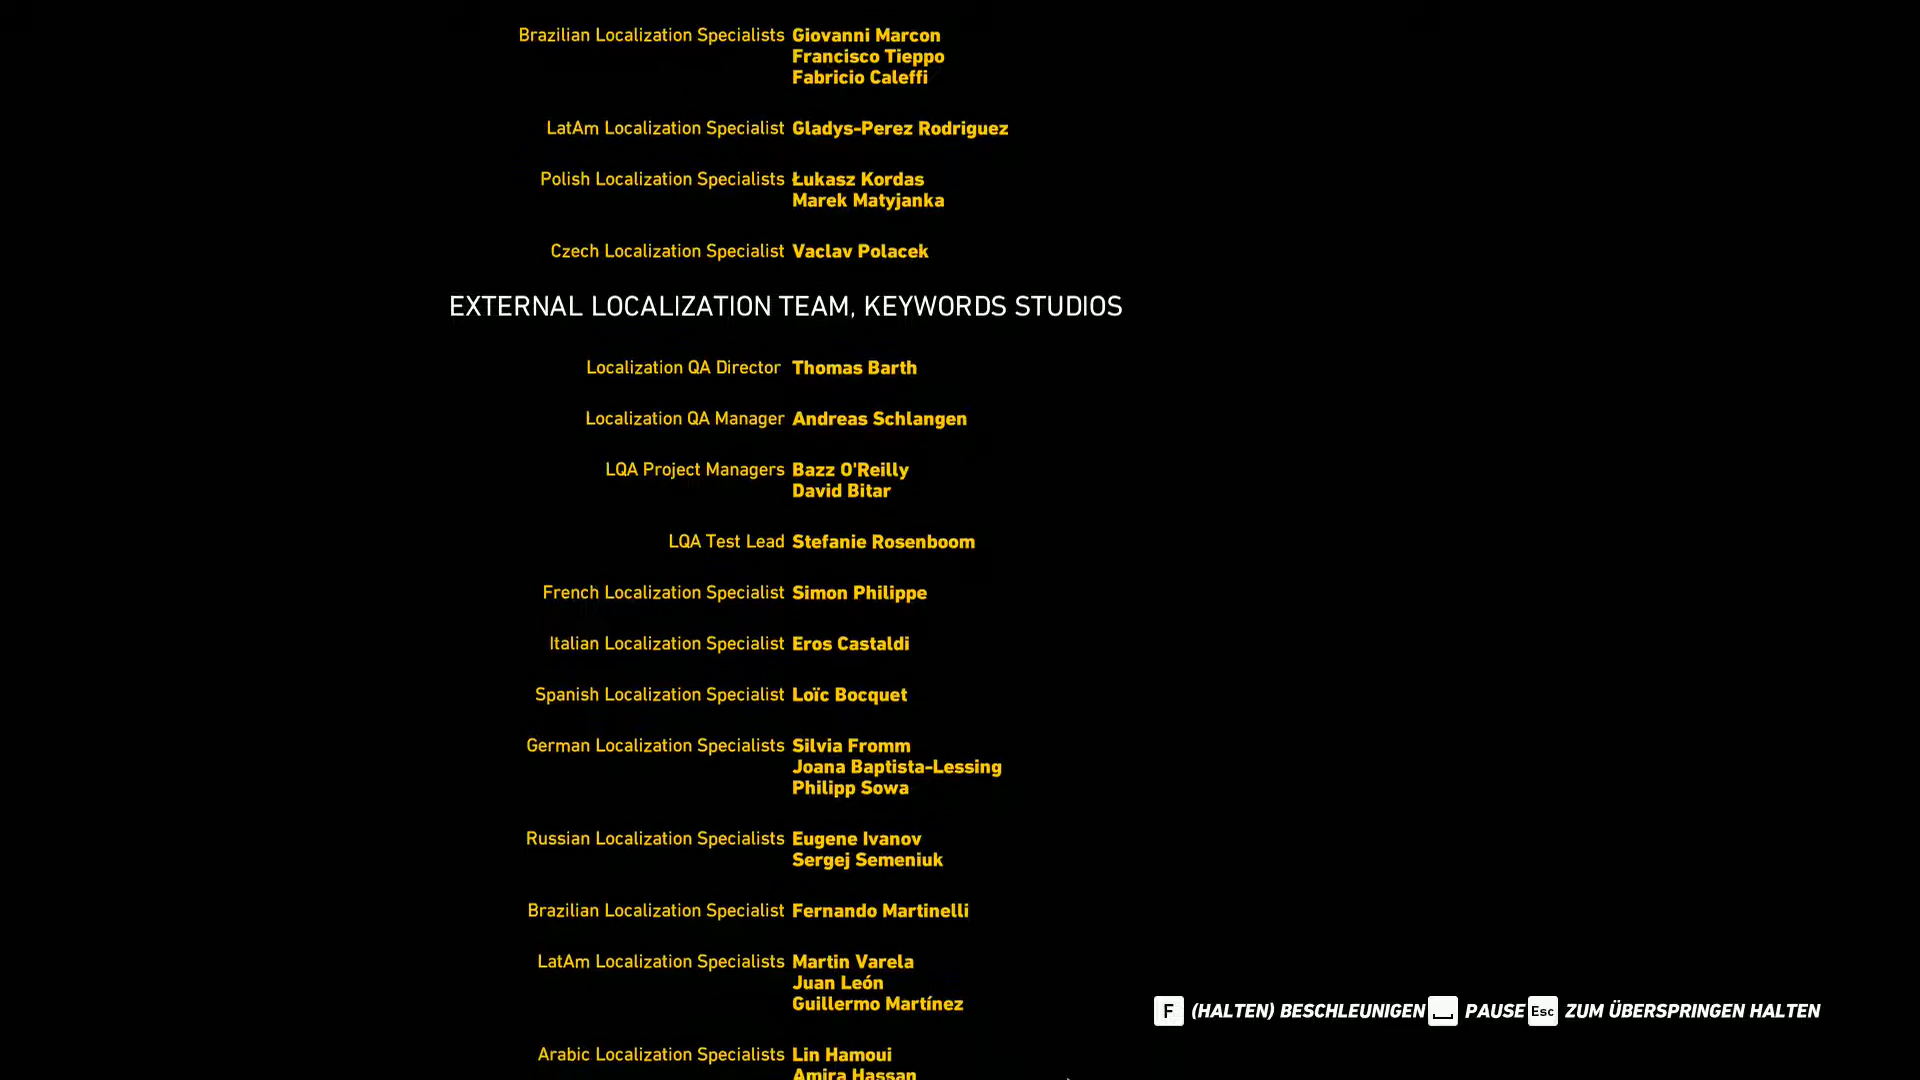 Brazilian Localization Specialists Giovanni Marcon
Francisco Tieppo
Fabricio Caleffi
LatAm Localization Specialist Gladys-Perez Rodriguez
Polish Localization Specialists Łukasz Kordas
Marek Matyjanka
Czech Localization Specialist Vaclav Polacek
EXTERNAL LOCALIZATION TEAM, KEYWORDS STUDIOS
Localization QA Director Thomas Barth
Localization QA Manager Andreas Schlangen
LQA Project Managers Bazz O'Reilly
David Bitar
LQA Test Lead Stefanie Rosenboom
French Localization Specialist Simon Philippe
Italian Localization Specialist Eros Castaldi
Spanish Localization Specialist Loïc Bocquet
German Localization Specialists Silvia Fromm
Joana Baptista-Lessing
Philipp Sowa
Russian Localization Specialists Eugene Ivanov
Sergej Semeniuk
Brazilian Localization Specialist Fernando Martinelli
LatAm Localization Specialists Martin Varela
Juan León
Guillermo Martínez
F (HALTEN) BESCHLEUNIGEN PAUSE Esc ZUM ÜBERSPRINGEN HALTEN
Arabic Localization Specialists Lin Hamoui
Amira Hassan